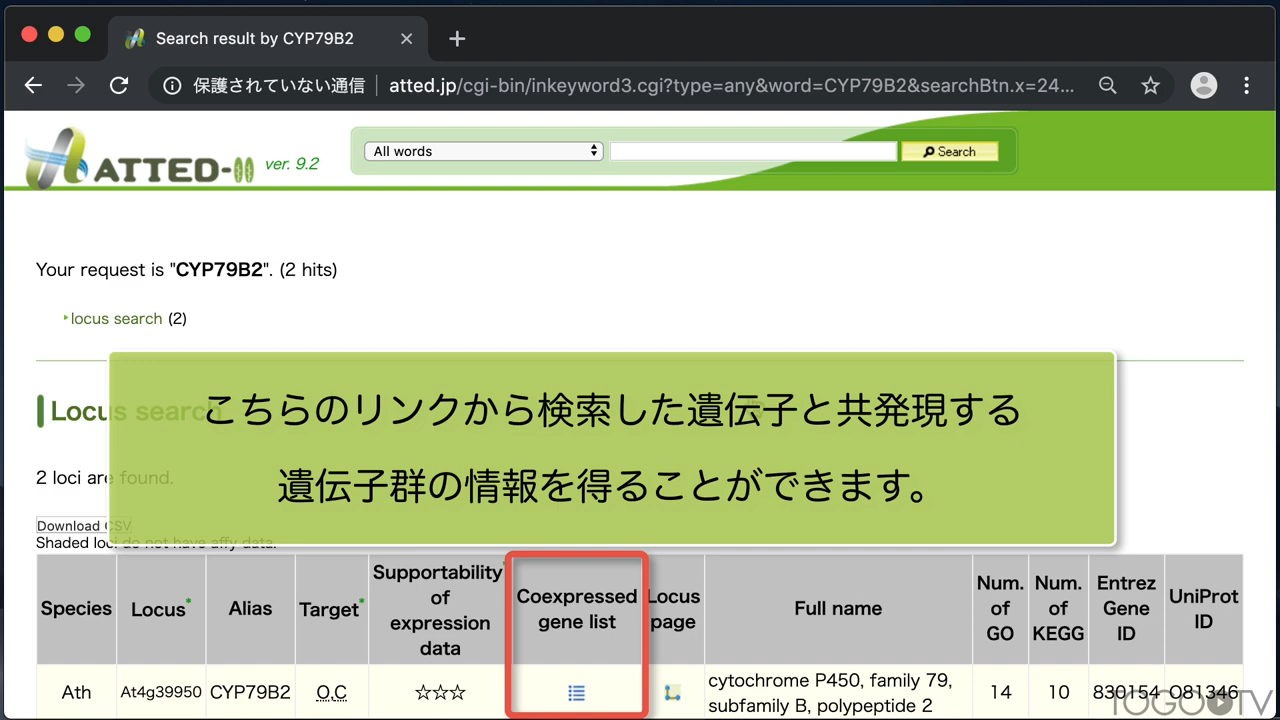 Search result by CYP79B2
保護されていない通信
atted.jp/cgi-bin/inkeyword3.cgi?type=any&word=CYP79B2&searchBtn.x=24...
ATTED-II ver. 9.2
All words
Search
Your request is "CYP79B2". (2 hits)
locus search (2)
Locus search
こちらのリンクから検索した遺伝子と共発現する
遺伝子群の情報を得ることができます。
2 loci are found.
Download CSV
Shaded loci do not have affy data.
Species
Locus*
Alias
Target*
Supportability
of
expression
data
Coexpressed
gene list
Locus
page
Full name
Num.
of
GO
Num.
of
KEGG
Entrez
Gene
ID
UniProt
ID
Ath
At4g39950
CYP79B2
O,C
☆☆☆
cytochrome P450, family 79,
subfamily B, polypeptide 2
14
10
830154
O81346
TOGO TV